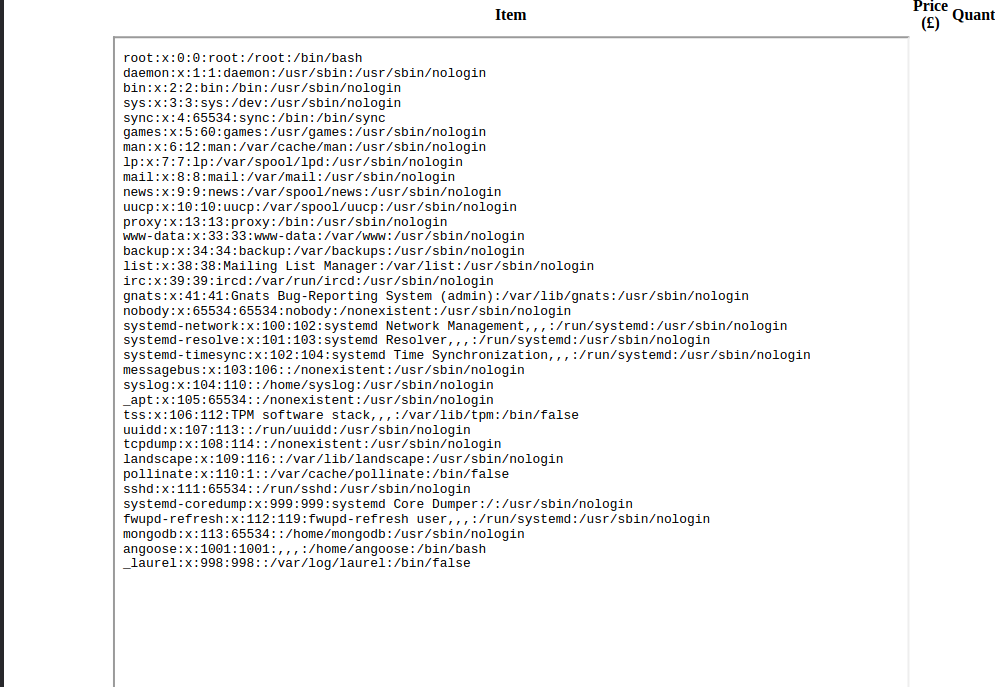 Item
Price
(£)
Quant
root:x:0:0:root:/root:/bin/bash
daemon:x:1:1:daemon:/usr/sbin:/usr/sbin/nologin
bin:x:2:2:bin:/bin:/usr/sbin/nologin
sys:x:3:3:sys:/dev:/usr/sbin/nologin
sync:x:4:65534:sync:/bin:/bin/sync
games:x:5:60:games:/usr/games:/usr/sbin/nologin
man:x:6:12:man:/var/cache/man:/usr/sbin/nologin
lp:x:7:7:lp:/var/spool/lpd:/usr/sbin/nologin
mail:x:8:8:mail:/var/mail:/usr/sbin/nologin
news:x:9:9:news:/var/spool/news:/usr/sbin/nologin
uucp:x:10:10:uucp:/var/spool/uucp:/usr/sbin/nologin
proxy:x:13:13:proxy:/bin:/usr/sbin/nologin
www-data:x:33:33:www-data:/var/www:/usr/sbin/nologin
backup:x:34:34:backup:/var/backups:/usr/sbin/nologin
list:x:38:38:Mailing List Manager:/var/list:/usr/sbin/nologin
irc:x:39:39:ircd:/var/run/ircd:/usr/sbin/nologin
gnats:x:41:41:Gnats Bug-Reporting System (admin):/var/lib/gnats:/usr/sbin/nologin
nobody:x:65534:65534:nobody:/nonexistent:/usr/sbin/nologin
systemd-network:x:100:102:systemd Network Management,,,:/run/systemd:/usr/sbin/nologin
systemd-resolve:x:101:103:systemd Resolver,,,:/run/systemd:/usr/sbin/nologin
systemd-timesync:x:102:104:systemd Time Synchronization,,,:/run/systemd:/usr/sbin/nologin
messagebus:x:103:106::/nonexistent:/usr/sbin/nologin
syslog:x:104:110::/home/syslog:/usr/sbin/nologin
_apt:x:105:65534::/nonexistent:/usr/sbin/nologin
tss:x:106:112:TPM software stack,,,:/var/lib/tpm:/bin/false
uuidd:x:107:113::/run/uuidd:/usr/sbin/nologin
tcpdump:x:108:114::/nonexistent:/usr/sbin/nologin
landscape:x:109:116::/var/lib/landscape:/usr/sbin/nologin
pollinate:x:110:1::/var/cache/pollinate:/bin/false
sshd:x:111:65534::/run/sshd:/usr/sbin/nologin
systemd-coredump:x:999:999:systemd Core Dumper:/:/usr/sbin/nologin
fwupd-refresh:x:112:119:fwupd-refresh user,,,:/run/systemd:/usr/sbin/nologin
mongodb:x:113:65534::/home/mongodb:/usr/sbin/nologin
angoose:x:1001:1001:,,,:/home/angoose:/bin/bash
_laurel:x:998:998::/var/log/laurel:/bin/false